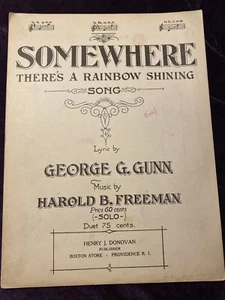 SOMEWHERE
THERE'S A RAINBOW SHINING
SONG
Lyric by
GEORGE G. GUNN
Music by
HAROLD B. FREEMAN
Price 60 cents
(-SOLO-)
Duet 75 cents.
HENRY J. DONOVAN
PUBLISHER
BOSTON STORE - PROVIDENCE R. I.